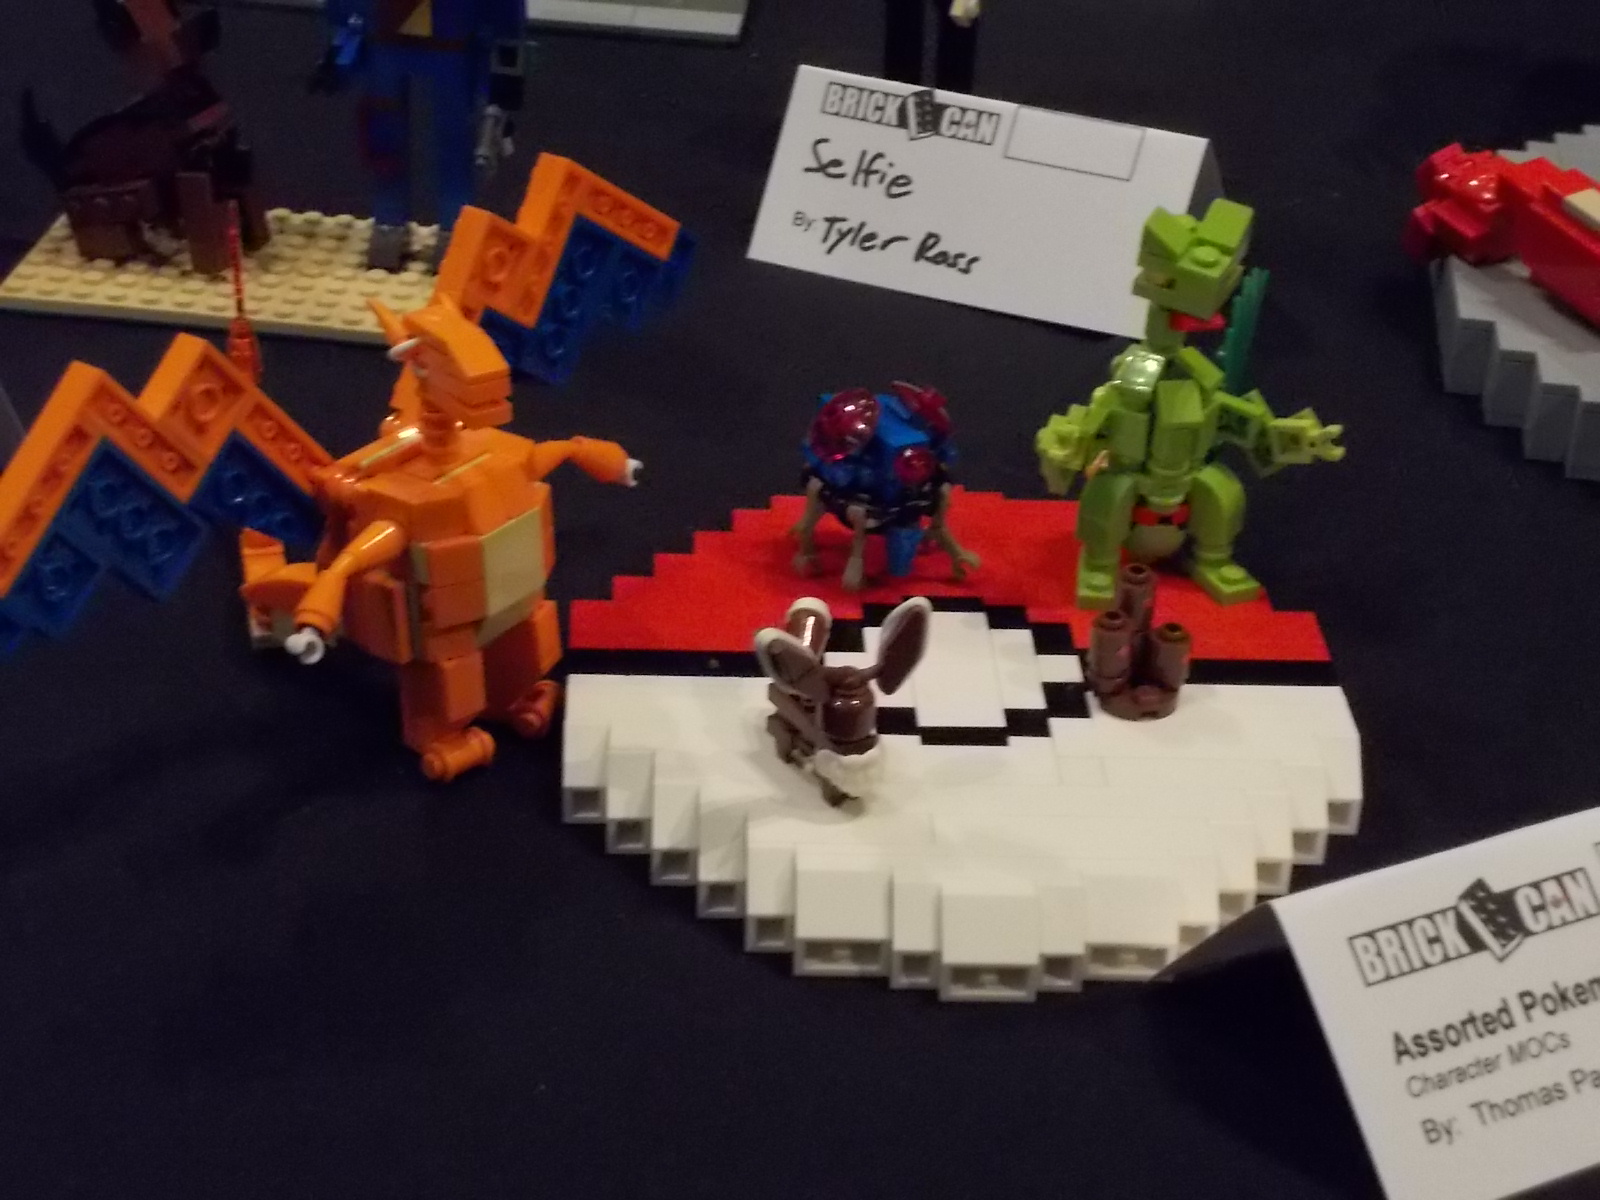 BRICK CAN
Selfie
By Tyler Ross
BRICK CAN
Assorted Pokem
Character MOCs
By: Thomas Pa